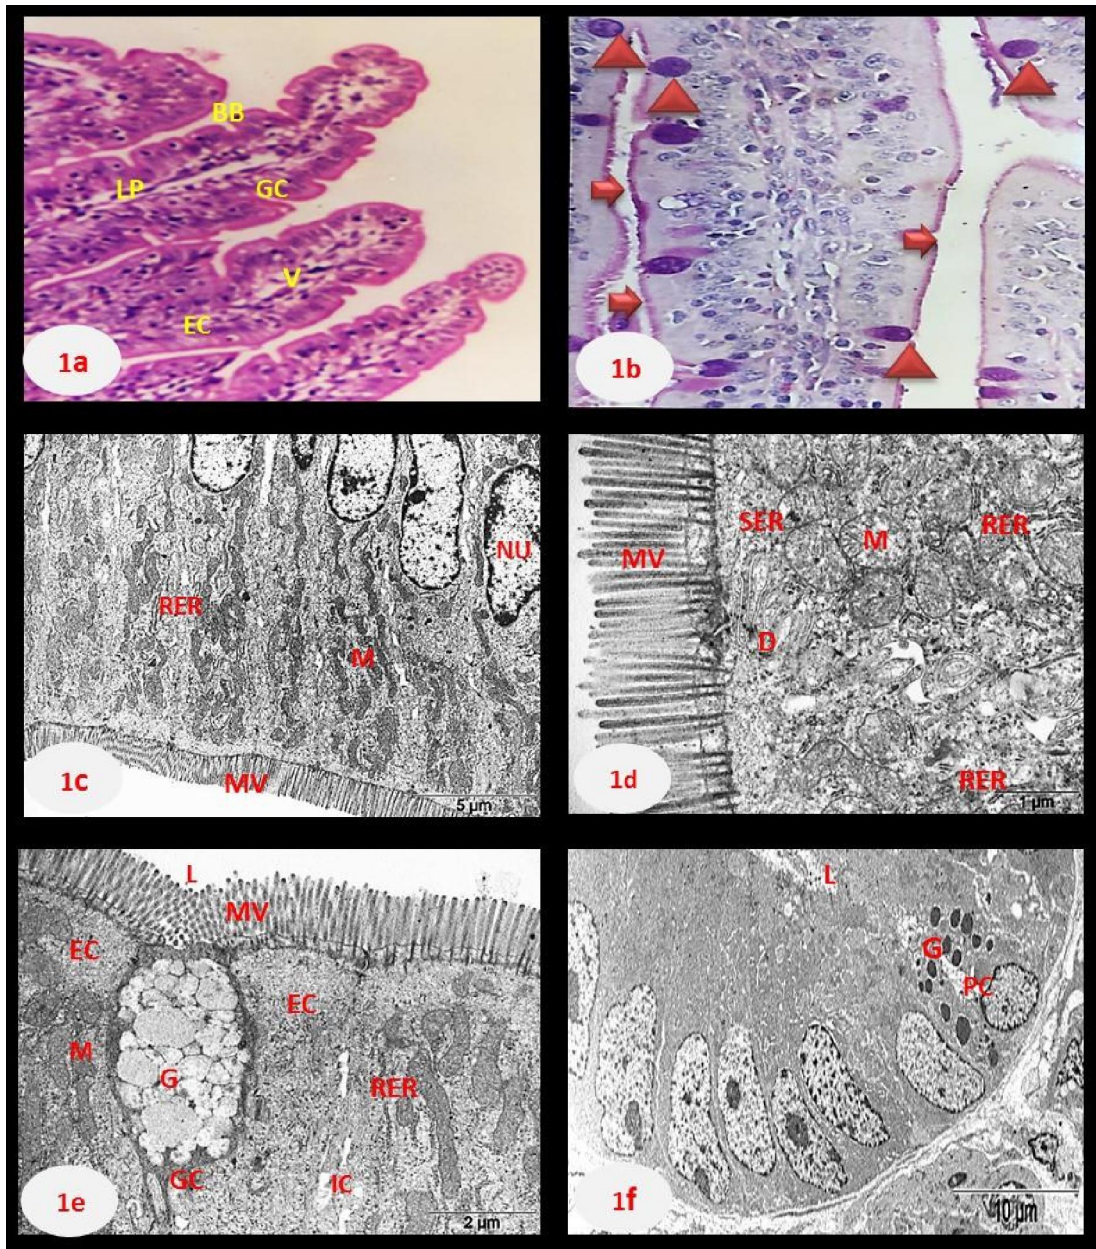 BB
LP
GC
V
EC
1a
1b
NU
RER
M
1c
MV
5 µm
SER
RER
M
MV
D
1d
RER
1 µm
L
MV
EC
EC
M
G
RER
GC
IC
1e
2 µm
L
G
PC
1f
10 µm